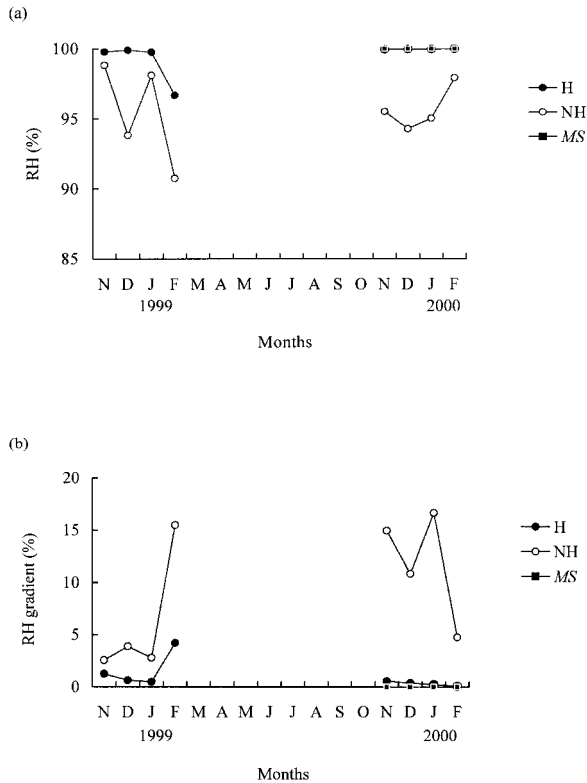 (a)
100
95
90
85
RH (%)
H
NH
MS
N D J F M A M J J A S O N D J F
1999 2000
Months
(b)
20
15
10
5
0
RH gradient (%)
H
NH
MS
N D J F M A M J J A S O N D J F
1999 2000
Months